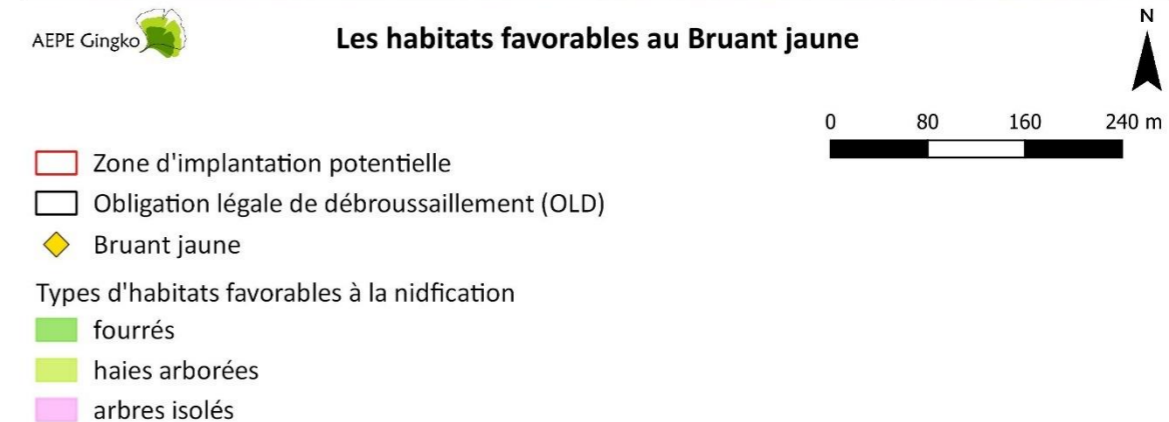 AEPE Gingko
Les habitats favorables au Bruant jaune
N
0 80 160 240 m
Zone d'implantation potentielle
Obligation légale de débroussaillement (OLD)
Bruant jaune
Types d'habitats favorables à la nidfication
fourrés
haies arborées
arbres isolés